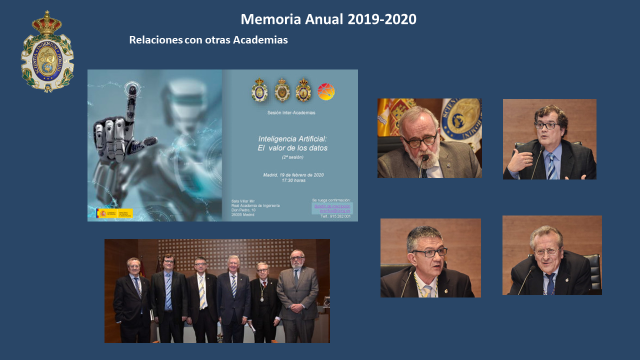 Memoria Anual 2019-2020
Relaciones con otras Academias
Sesión Inter-Academias:
Inteligencia Artificial:
El valor de los datos
(2ª sesión)
Madrid, 19 de febrero de 2020
17:30 horas
Real Academia de Ingeniería
Don Pedro, 10
28005 Madrid
Se ruega confirmación